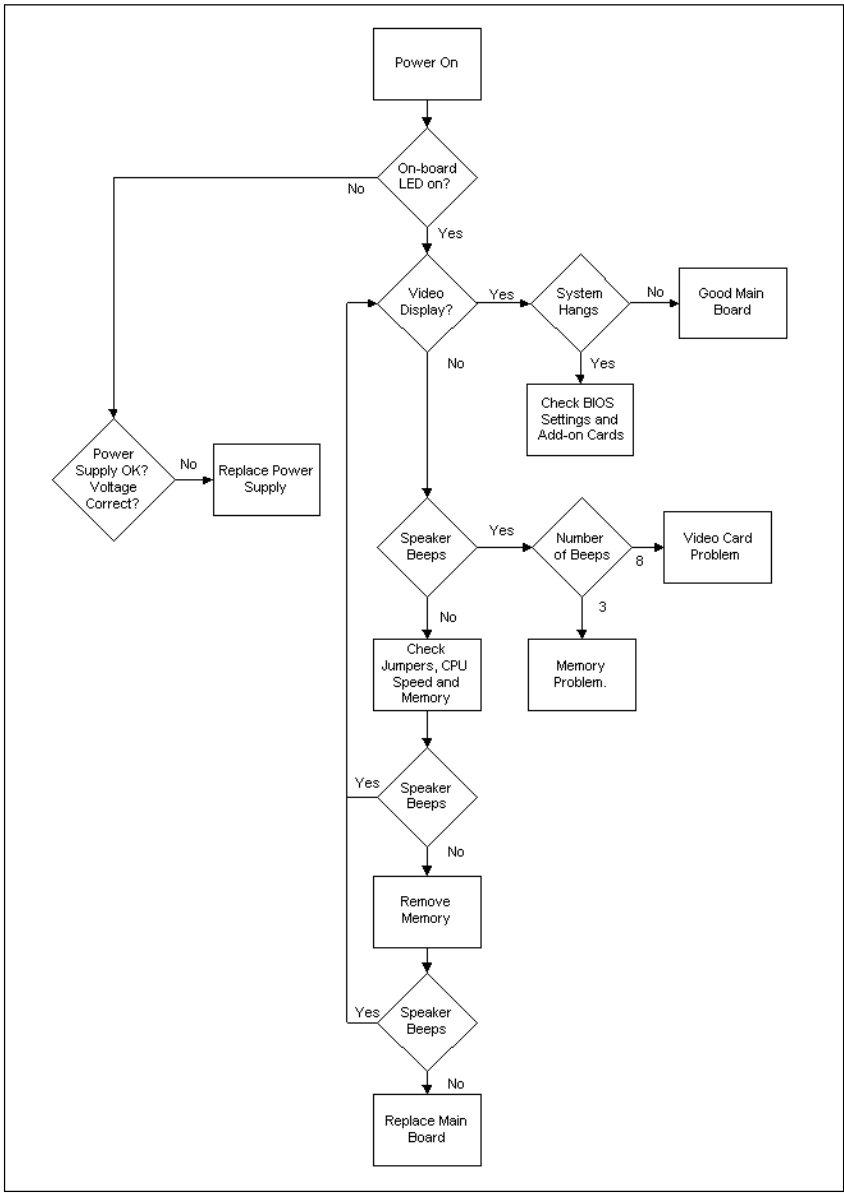 Power On
On-board
LED on?
No
Yes
Video
Display?
Yes
System
Hangs
No
Good Main
Board
No
Yes
Check BIOS
Settings and
Add-on Cards
Power
Supply OK?
Voltage
Correct?
No
Replace Power
Supply
Speaker
Beeps
Yes
Number
of Beeps
8
Video Card
Problem
No
3
Check
Jumpers, CPU
Speed and
Memory
Memory
Problem.
Yes
Speaker
Beeps
No
Remove
Memory
Yes
Speaker
Beeps
No
Replace Main
Board